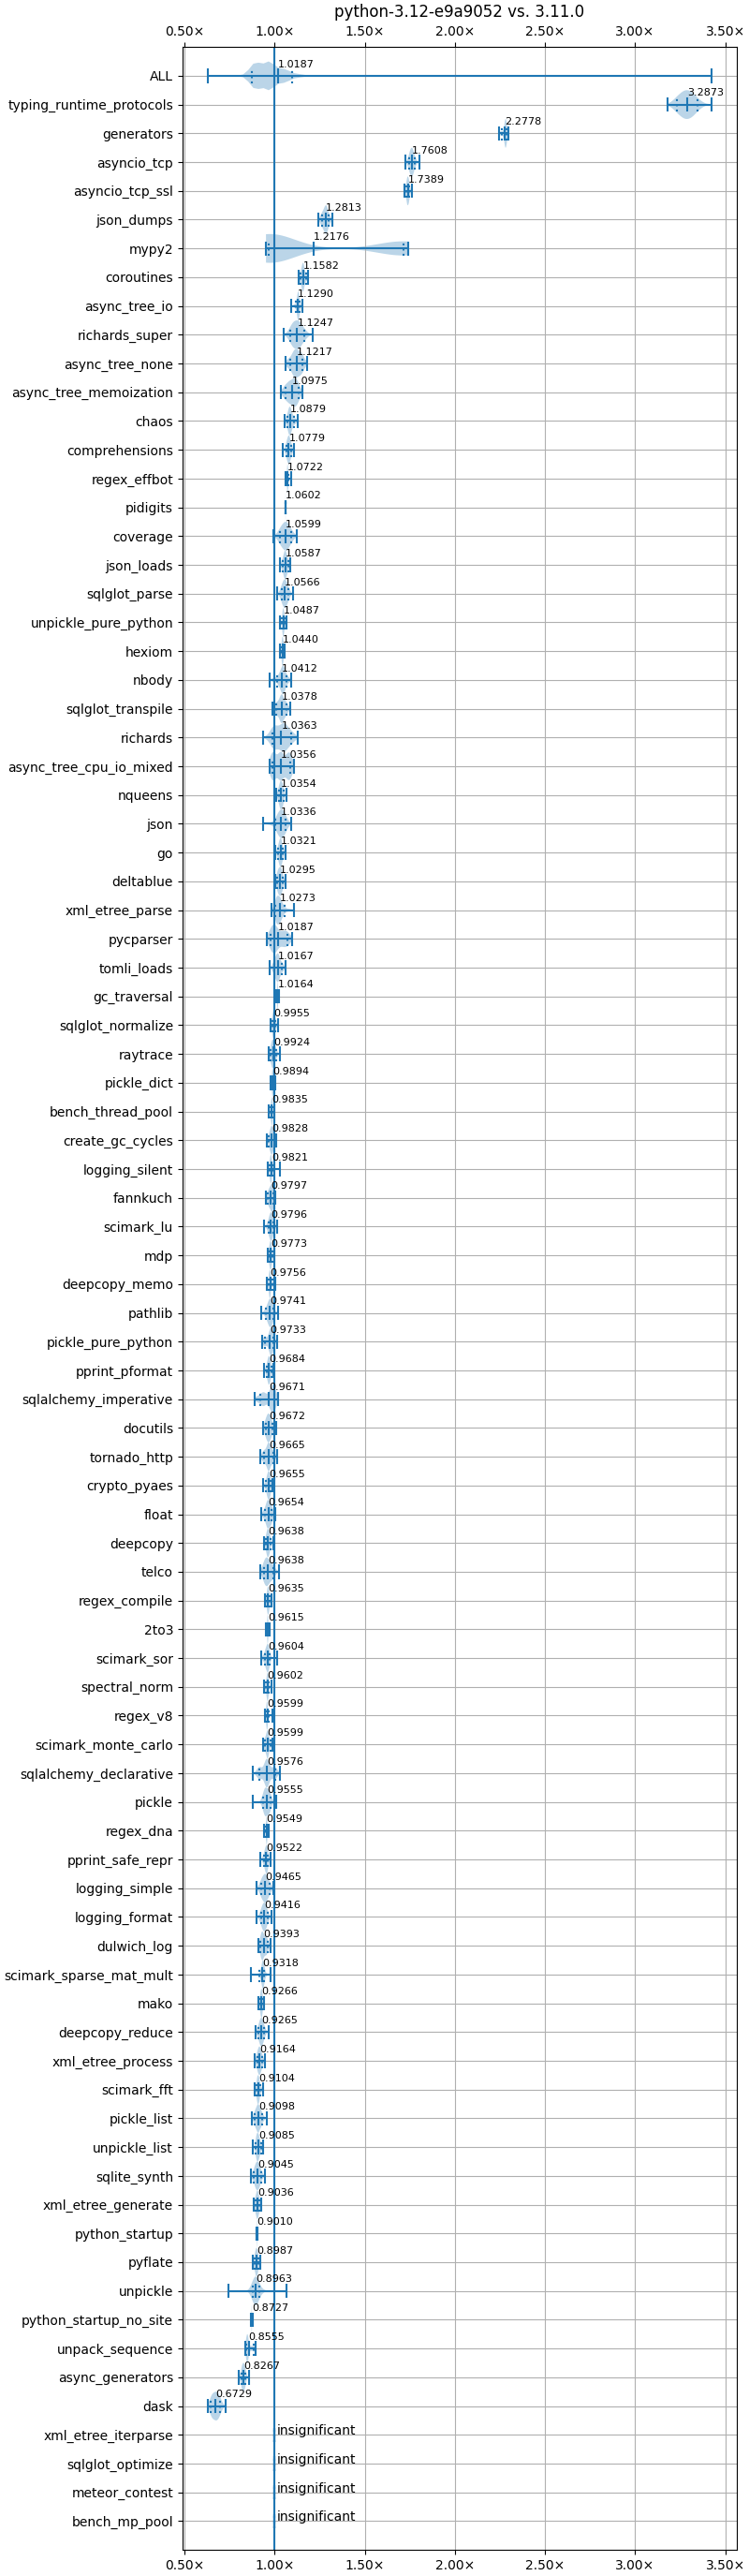 python-3.12-e9a9052 vs. 3.11.0
0.50× 1.00× 1.50× 2.00× 2.50× 3.00× 3.50×
ALL 1.0187
typing_runtime_protocols 3.2873
generators 2.2778
asyncio_tcp 1.7608
asyncio_tcp_ssl 1.7389
json_dumps 1.2813
mypy2 1.2176
coroutines 1.1582
async_tree_io 1.1290
richards_super 1.1247
async_tree_none 1.1217
async_tree_memoization 1.0975
chaos 1.0879
comprehensions 1.0779
regex_effbot 1.0722
pidigits 1.0602
coverage 1.0599
json_loads 1.0587
sqlglot_parse 1.0566
unpickle_pure_python 1.0487
hexiom 1.0440
nbody 1.0412
sqlglot_transpile 1.0378
richards 1.0363
async_tree_cpu_io_mixed 1.0356
nqueens 1.0354
json 1.0336
go 1.0321
deltablue 1.0295
xml_etree_parse 1.0273
pycparser 1.0187
tomli_loads 1.0167
gc_traversal 1.0164
sqlglot_normalize 0.9955
raytrace 0.9924
pickle_dict 0.9894
bench_thread_pool 0.9835
create_gc_cycles 0.9828
logging_silent 0.9821
fannkuch 0.9797
scimark_lu 0.9796
mdp 0.9773
deepcopy_memo 0.9756
pathlib 0.9741
pickle_pure_python 0.9733
pprint_pformat 0.9684
sqlalchemy_imperative 0.9671
docutils 0.9672
tornado_http 0.9665
crypto_pyaes 0.9655
float 0.9654
deepcopy 0.9638
telco 0.9638
regex_compile 0.9635
2to3 0.9615
scimark_sor 0.9604
spectral_norm 0.9602
regex_v8 0.9599
scimark_monte_carlo 0.9599
sqlalchemy_declarative 0.9576
pickle 0.9555
regex_dna 0.9549
pprint_safe_repr 0.9522
logging_simple 0.9465
logging_format 0.9416
dulwich_log 0.9393
scimark_sparse_mat_mult 0.9318
mako 0.9266
deepcopy_reduce 0.9265
xml_etree_process 0.9164
scimark_fft 0.9104
pickle_list 0.9098
unpickle_list 0.9085
sqlite_synth 0.9045
xml_etree_generate 0.9036
python_startup 0.9010
pyflate 0.8987
unpickle 0.8963
python_startup_no_site 0.8727
unpack_sequence 0.8555
async_generators 0.8267
dask 0.6729
xml_etree_iterparse insignificant
sqlglot_optimize insignificant
meteor_contest insignificant
bench_mp_pool insignificant
0.50× 1.00× 1.50× 2.00× 2.50× 3.00× 3.50×